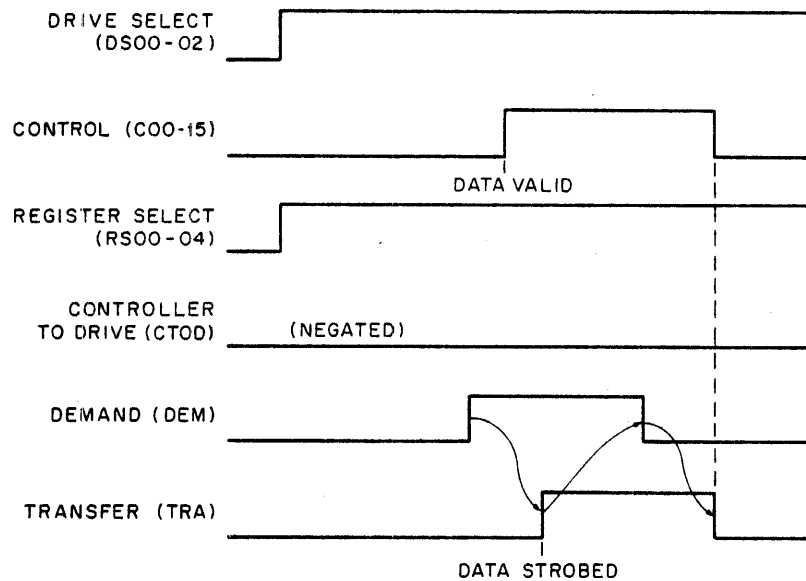 DRIVE SELECT
(DS00-02)
CONTROL (C00-15)
DATA VALID
REGISTER SELECT
(RS00-04)
CONTROLLER
TO DRIVE (CTOD)
(NEGATED)
DEMAND (DEM)
TRANSFER (TRA)
DATA STROBED